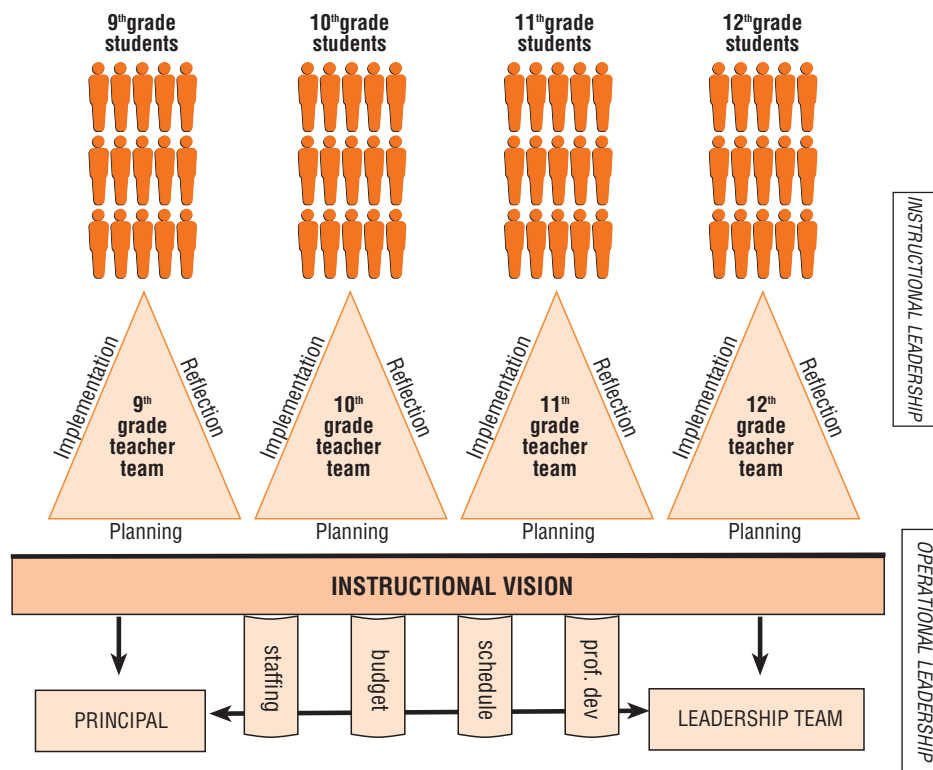 9th grade
students
10th grade
students
11th grade
students
12th grade
students
INSTRUCTIONAL LEADERSHIP
Implementation
Reflection
9th
grade
teacher
team
Planning
Implementation
Reflection
10th
grade
teacher
team
Planning
Implementation
Reflection
11th
grade
teacher
team
Planning
Implementation
Reflection
12th
grade
teacher
team
Planning
OPERATIONAL LEADERSHIP
INSTRUCTIONAL VISION
staffing
budget
schedule
prof. dev
PRINCIPAL
LEADERSHIP TEAM